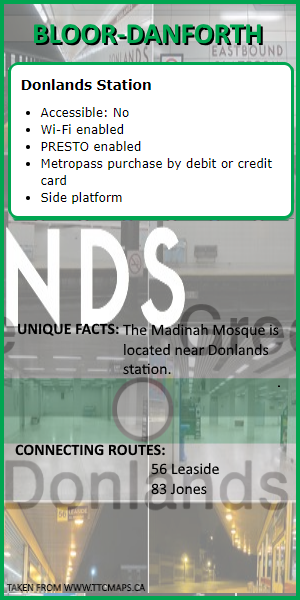 BLOOR-DANFORTH
EASTBOUND
Donlands Station
• Accessible: No
• Wi-Fi enabled
• PRESTO enabled
• Metropass purchase by debit or credit
card
• Side platform
NDS
UNIQUE FACTS: The Madinah Mosque is
located near Donlands
station.
CONNECTING ROUTES:
56 Leaside
83 Jones
Donlands
56 LEASIDE
TAKEN FROM WWW.TTCMAPS.CA